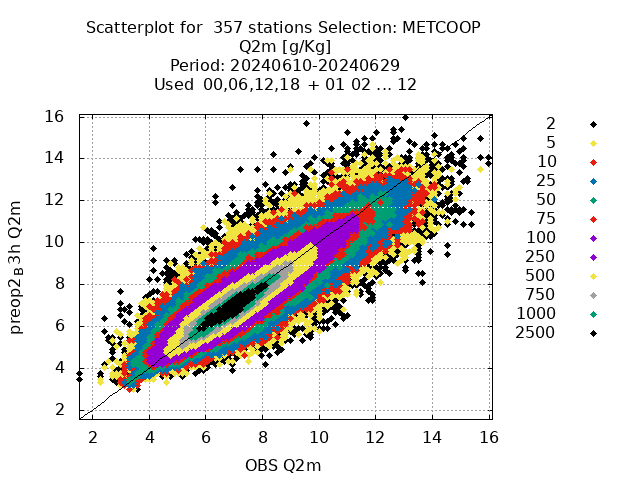 Scatterplot for  357 stations Selection: METCOOP
Q2m [g/Kg]
Period: 20240610-20240629
Used  00,06,12,18  + 01 02 ... 12
16
14
12
10
8
6
4
2
preop2_B3h Q2m
2 4 6 8 10 12 14 16
OBS Q2m
2
5
10
25
50
75
100
250
500
750
1000
2500